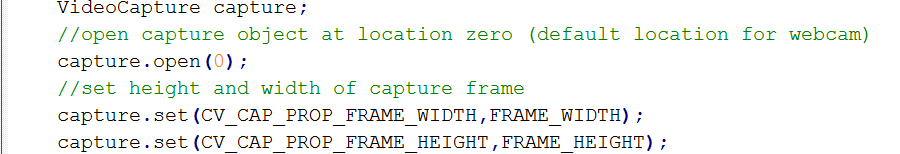 VideoCapture capture;
//open capture object at location zero (default location for webcam)
capture.open(0);
//set height and width of capture frame
capture.set(CV_CAP_PROP_FRAME_WIDTH,FRAME_WIDTH);
capture.set(CV_CAP_PROP_FRAME_HEIGHT,FRAME_HEIGHT);